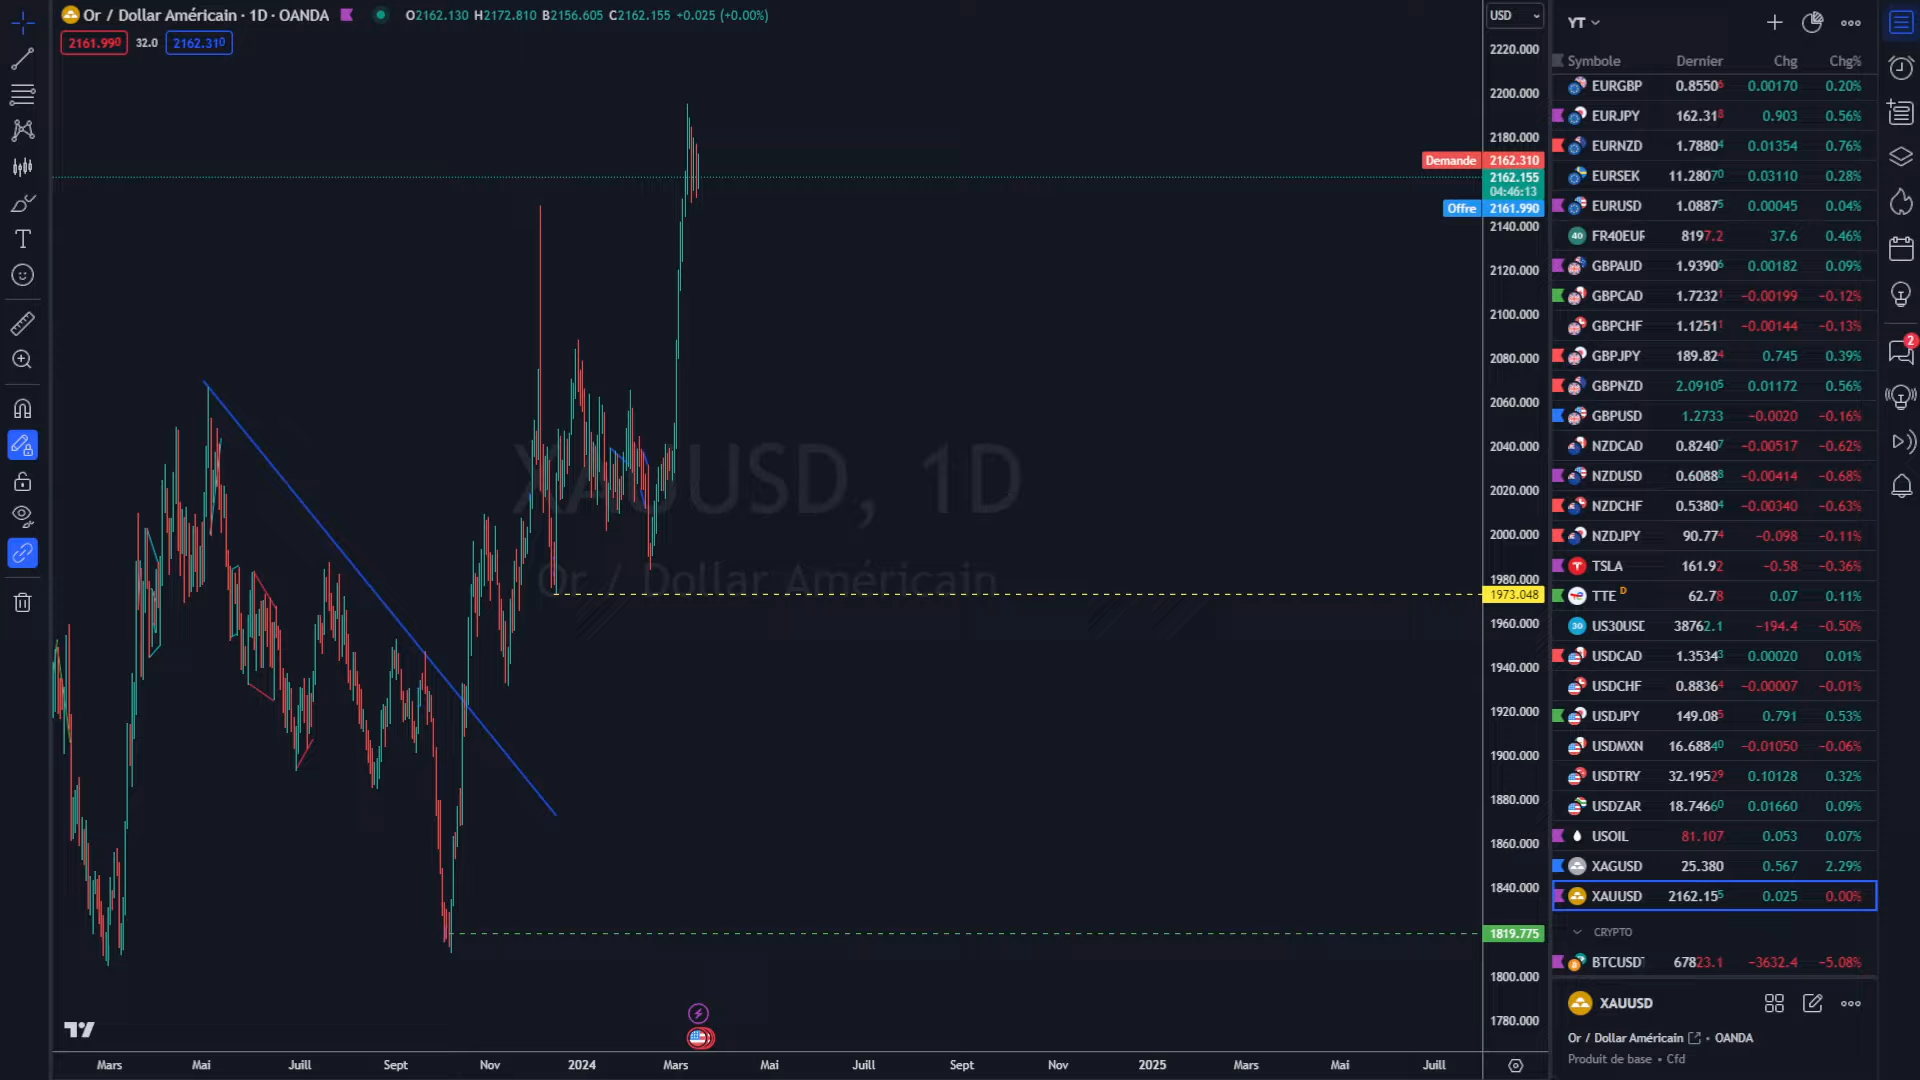 Or / Dollar Américain · 1D · OANDA O2162.130 H2172.810 B2156.605 C2162.155 +0.025 (+0.00%)
2161.990 32.0 2162.310
USD
2220.000
2200.000
2180.000
Demande 2162.310
2162.155
04:46:13
Offre 2161.990
2140.000
2120.000
2100.000
2080.000
2060.000
2040.000
2020.000
2000.000
1980.000
1973.048
1960.000
1940.000
1920.000
1900.000
1880.000
1860.000
1840.000
1819.775
1800.000
1780.000
XAUUSD, 1D
Or / Dollar Américain
Mars Mai Juill Sept Nov 2024 Mars Mai Juill Sept Nov 2025 Mars Mai Juill
YT
Symbole Dernier Chg Chg%
EURGBP 0.85505 0.00170 0.20%
EURJPY 162.318 0.903 0.56%
EURNZD 1.78804 0.01354 0.76%
EURSEK 11.28070 0.03110 0.28%
EURUSD 1.08875 0.00045 0.04%
40 FR40EUR 8197.2 37.6 0.46%
GBPAUD 1.93906 0.00182 0.09%
GBPCAD 1.72321 −0.00199 −0.12%
GBPCHF 1.12511 −0.00144 −0.13%
GBPJPY 189.824 0.745 0.39%
GBPNZD 2.09105 0.01172 0.56%
GBPUSD 1.2733 −0.0020 −0.16%
NZDCAD 0.82407 −0.00517 −0.62%
NZDUSD 0.60888 −0.00414 −0.68%
NZDCHF 0.53804 −0.00340 −0.63%
NZDJPY 90.774 −0.098 −0.11%
TSLA 161.92 −0.58 −0.36%
TTE D 62.78 0.07 0.11%
30 US30USD 38762.1 −194.4 −0.50%
USDCAD 1.35343 0.00020 0.01%
USDCHF 0.88364 −0.00007 −0.01%
USDJPY 149.085 0.791 0.53%
USDMXN 16.68840 −0.01050 −0.06%
USDTRY 32.19529 0.10128 0.32%
USDZAR 18.74660 0.01660 0.09%
USOIL 81.107 0.053 0.07%
XAGUSD 25.380 0.567 2.29%
XAUUSD 2162.155 0.025 0.00%
CRYPTO
BTCUSDT 67823.1 −3632.4 −5.08%
XAUUSD
Or / Dollar Américain • OANDA
Produit de base • Cfd
2